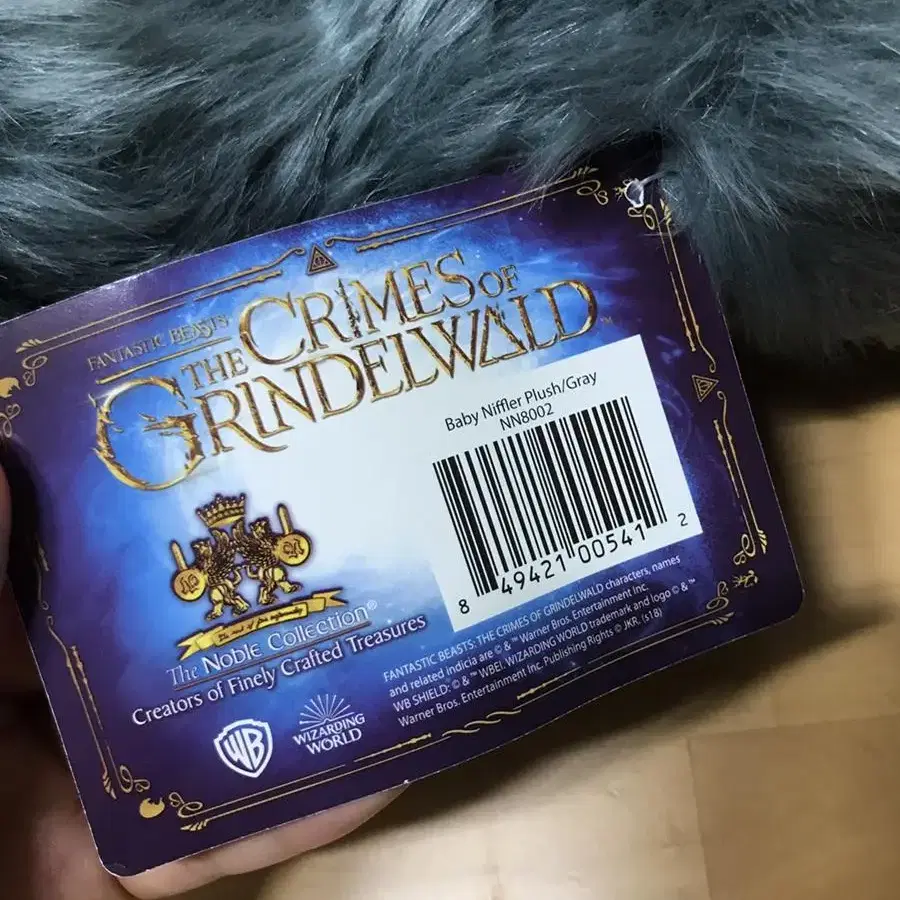 FANTASTIC BEASTS
THE CRIMES OF
GRINDELWALD™
Baby Niffler Plush/Gray
NN8002
8 49421 00541 2
The Noble Collection®
Creators of Finely Crafted Treasures
WB
WIZARDING
WORLD
FANTASTIC BEASTS: THE CRIMES OF GRINDELWALD characters, names
and related indicia are © & ™ Warner Bros. Entertainment Inc.
WB SHIELD: © & ™ WBEI. WIZARDING WORLD trademark and logo © & ™
Warner Bros. Entertainment Inc. Publishing Rights © JKR. (s18)